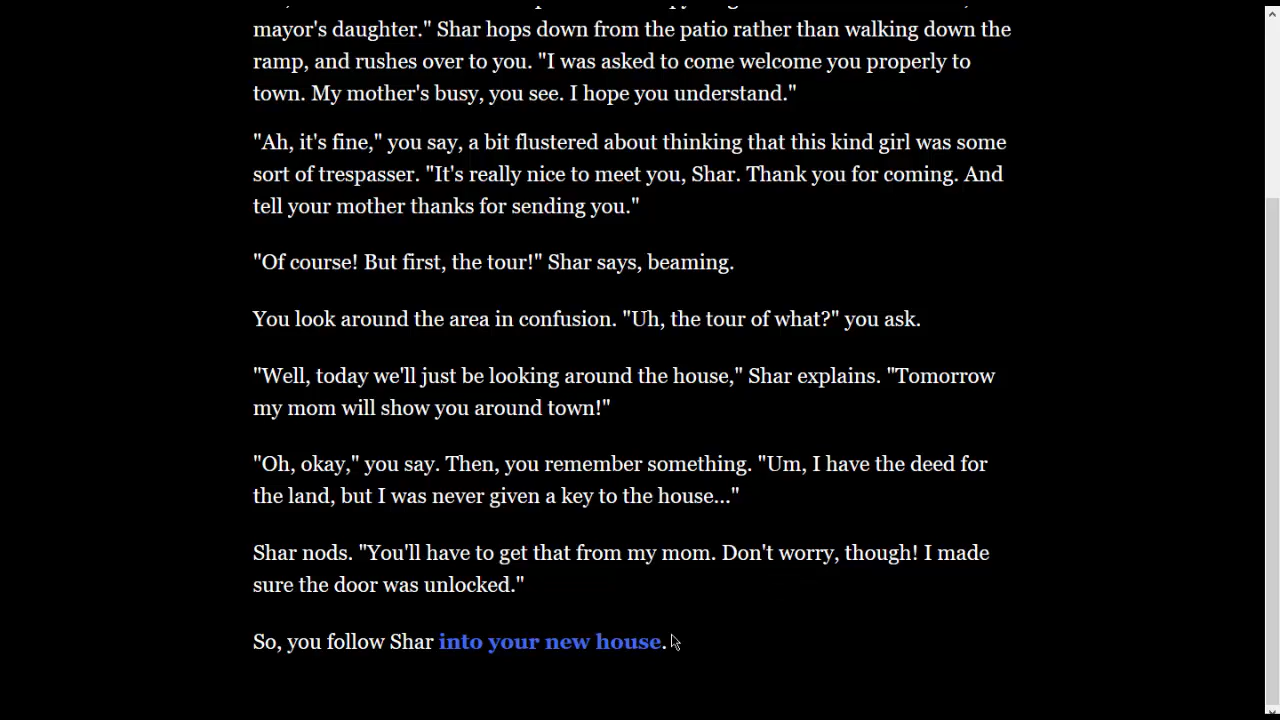 mayor's daughter." Shar hops down from the patio rather than walking down the
ramp, and rushes over to you. "I was asked to come welcome you properly to
town. My mother's busy, you see. I hope you understand."
"Ah, it's fine," you say, a bit flustered about thinking that this kind girl was some
sort of trespasser. "It's really nice to meet you, Shar. Thank you for coming. And
tell your mother thanks for sending you."
"Of course! But first, the tour!" Shar says, beaming.
You look around the area in confusion. "Uh, the tour of what?" you ask.
"Well, today we'll just be looking around the house," Shar explains. "Tomorrow
my mom will show you around town!"
"Oh, okay," you say. Then, you remember something. "Um, I have the deed for
the land, but I was never given a key to the house..."
Shar nods. "You'll have to get that from my mom. Don't worry, though! I made
sure the door was unlocked."
So, you follow Shar into your new house.